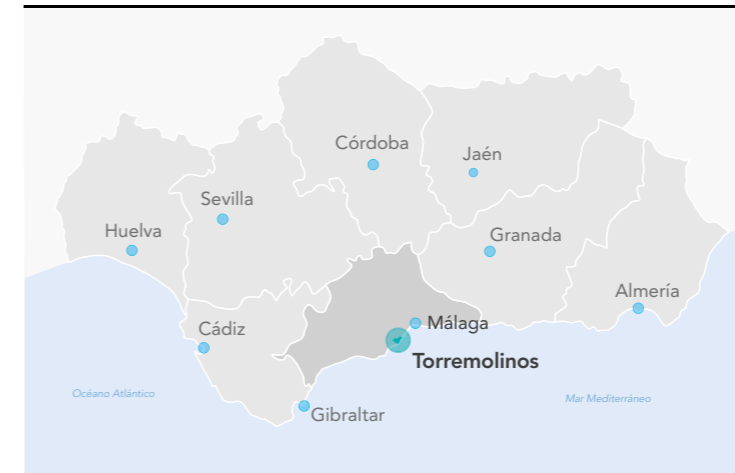 Córdoba
Jaén
Sevilla
Huelva
Granada
Almería
Cádiz
Málaga
Torremolinos
Océano Atlántico
Mar Mediterráneo
Gibraltar